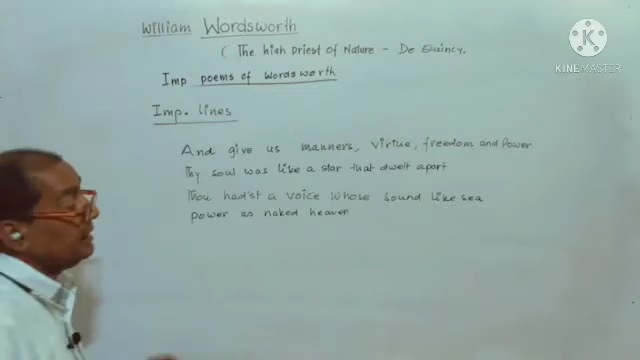 William Wordsworth
( The high Priest of Nature - De Quincy.
Imp poems of Wordsworth
Imp. lines
And give us manners, virtue, freedom and Power
Thy soul was like a star that dwelt apart
Thou had'st a voice whose sound like sea
power as naked heaven
KINEMASTER